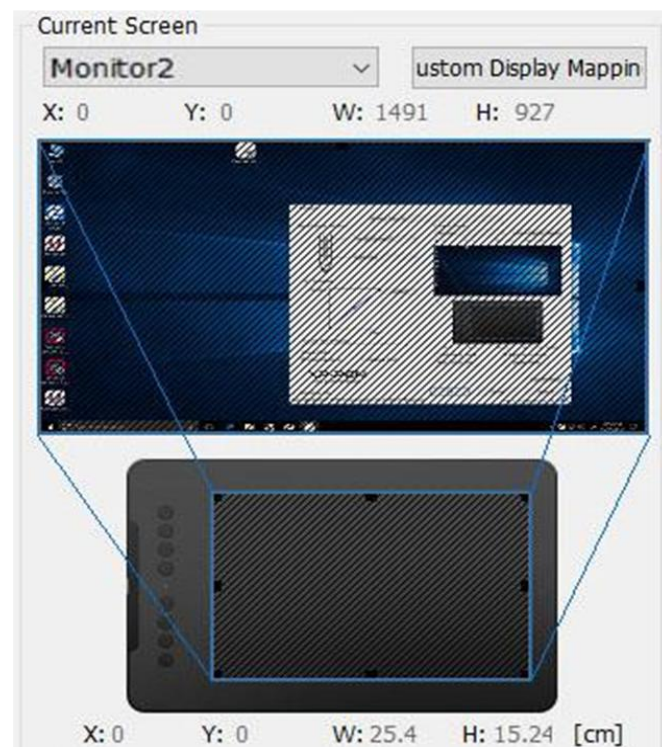 Current Screen
Monitor2
ustom Display Mappin
X: 0 Y: 0 W: 1491 H: 927
X: 0 Y: 0 W: 25.4 H: 15.24 [cm]